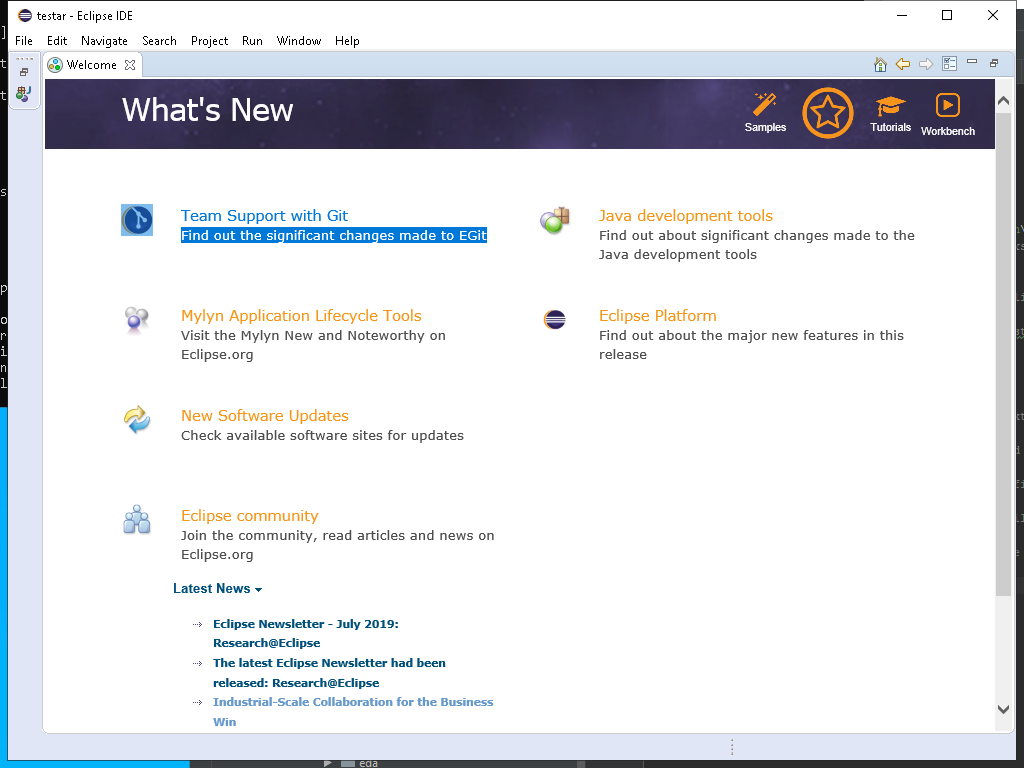 testar - Eclipse IDE
File Edit Navigate Search Project Run Window Help
Welcome
What's New
Samples
Tutorials
Workbench
Team Support with Git
Find out the significant changes made to EGit
Java development tools
Find out about significant changes made to the
Java development tools
Mylyn Application Lifecycle Tools
Visit the Mylyn New and Noteworthy on
Eclipse.org
Eclipse Platform
Find out about the major new features in this
release
New Software Updates
Check available software sites for updates
Eclipse community
Join the community, read articles and news on
Eclipse.org
Latest News
Eclipse Newsletter - July 2019:
Research@Eclipse
The latest Eclipse Newsletter had been
released: Research@Eclipse
Industrial-Scale Collaboration for the Business
Win
eda